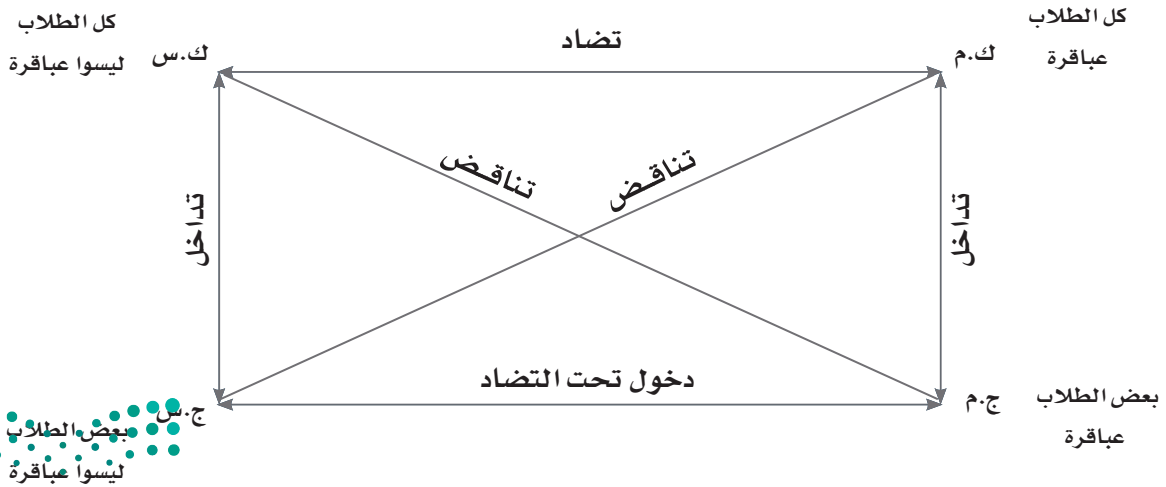 كل الطلاب
عباقرة
ك.م
تضاد
ك.س
كل الطلاب
ليسوا عباقرة
تناقض
تناقض
تداخل
تداخل
دخول تحت التضاد
ج.م
بعض الطلاب
عباقرة
ج.س
بعض الطلاب
ليسوا عباقرة